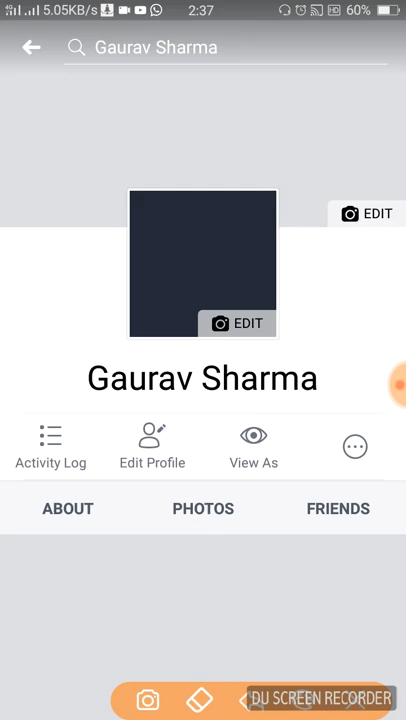 5.05KB/s 2:37 HD 60%
Gaurav Sharma
EDIT
EDIT
Gaurav Sharma
Activity Log Edit Profile View As
ABOUT PHOTOS FRIENDS
DU SCREEN RECORDER